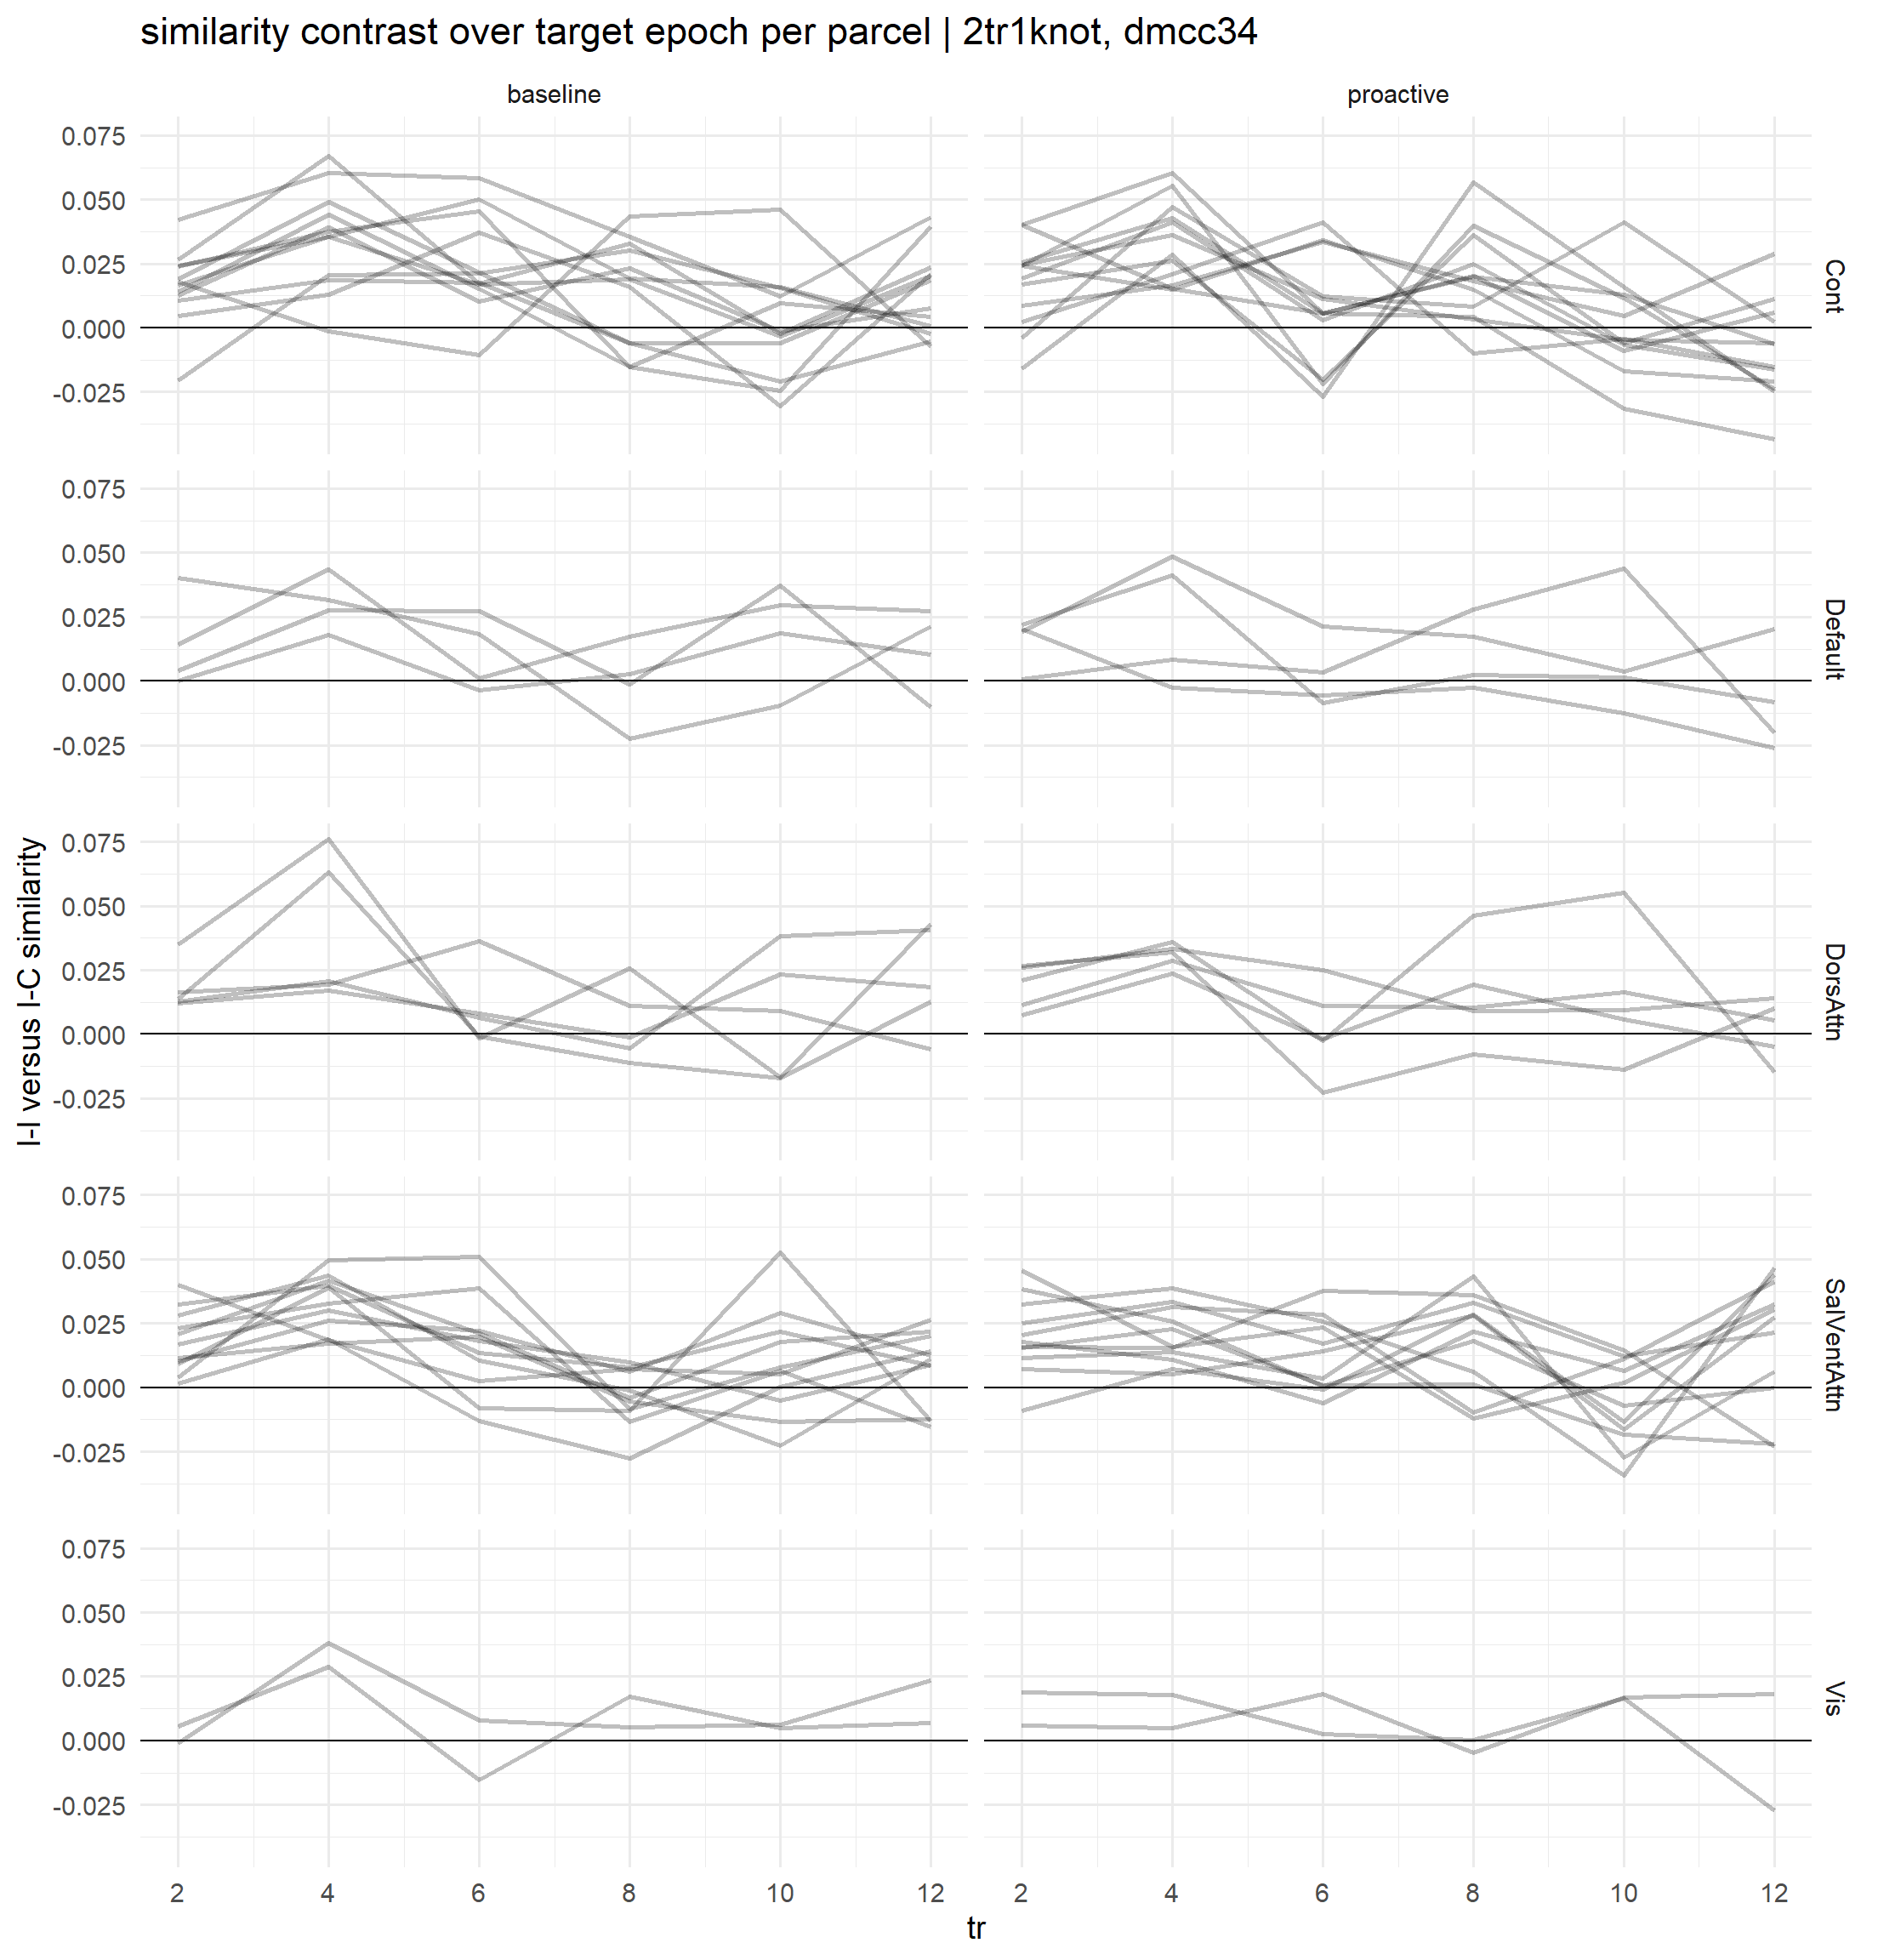 similarity contrast over target epoch per parcel | 2tr1knot, dmcc34
baseline
proactive
0.075
0.050
0.025
0.000
-0.025
Cont
0.075
0.050
0.025
0.000
-0.025
Default
0.075
0.050
0.025
0.000
-0.025
DorsAttn
I-I versus I-C similarity
0.075
0.050
0.025
0.000
-0.025
SalVentAttn
0.075
0.050
0.025
0.000
-0.025
Vis
2 4 6 8 10 12
2 4 6 8 10 12
tr